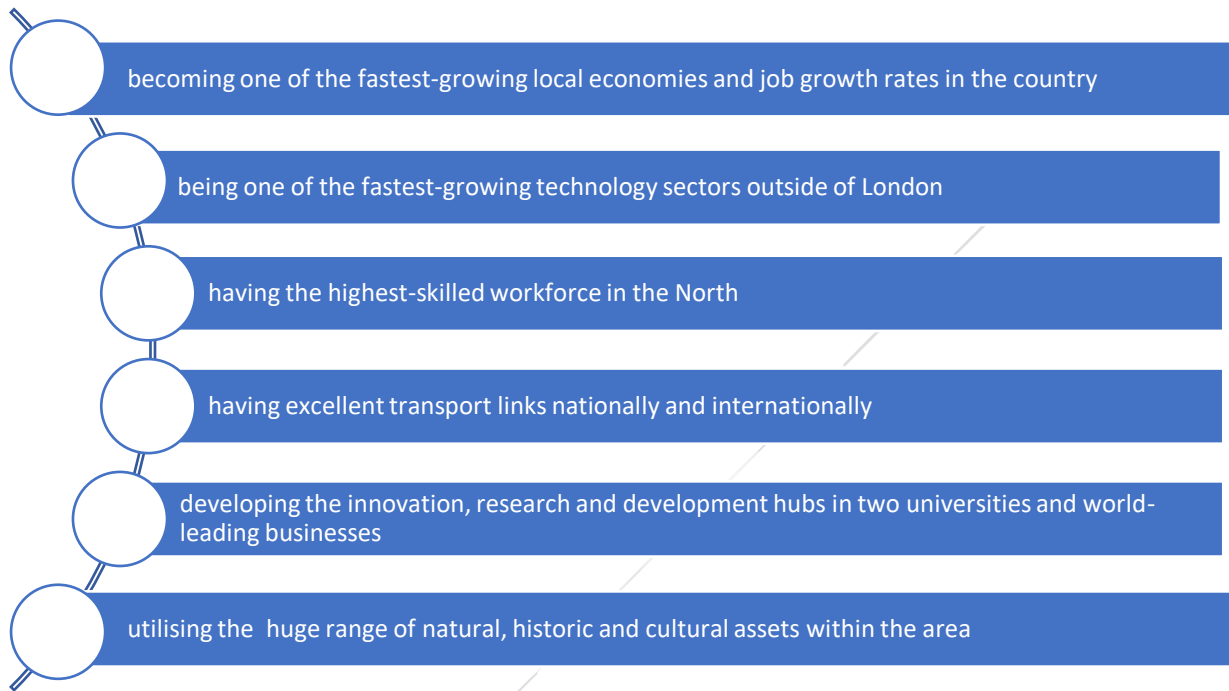 becoming one of the fastest-growing local economies and job growth rates in the country
being one of the fastest-growing technology sectors outside of London
having the highest-skilled workforce in the North
having excellent transport links nationally and internationally
developing the innovation, research and development hubs in two universities and world-
leading businesses
utilising the  huge range of natural, historic and cultural assets within the area